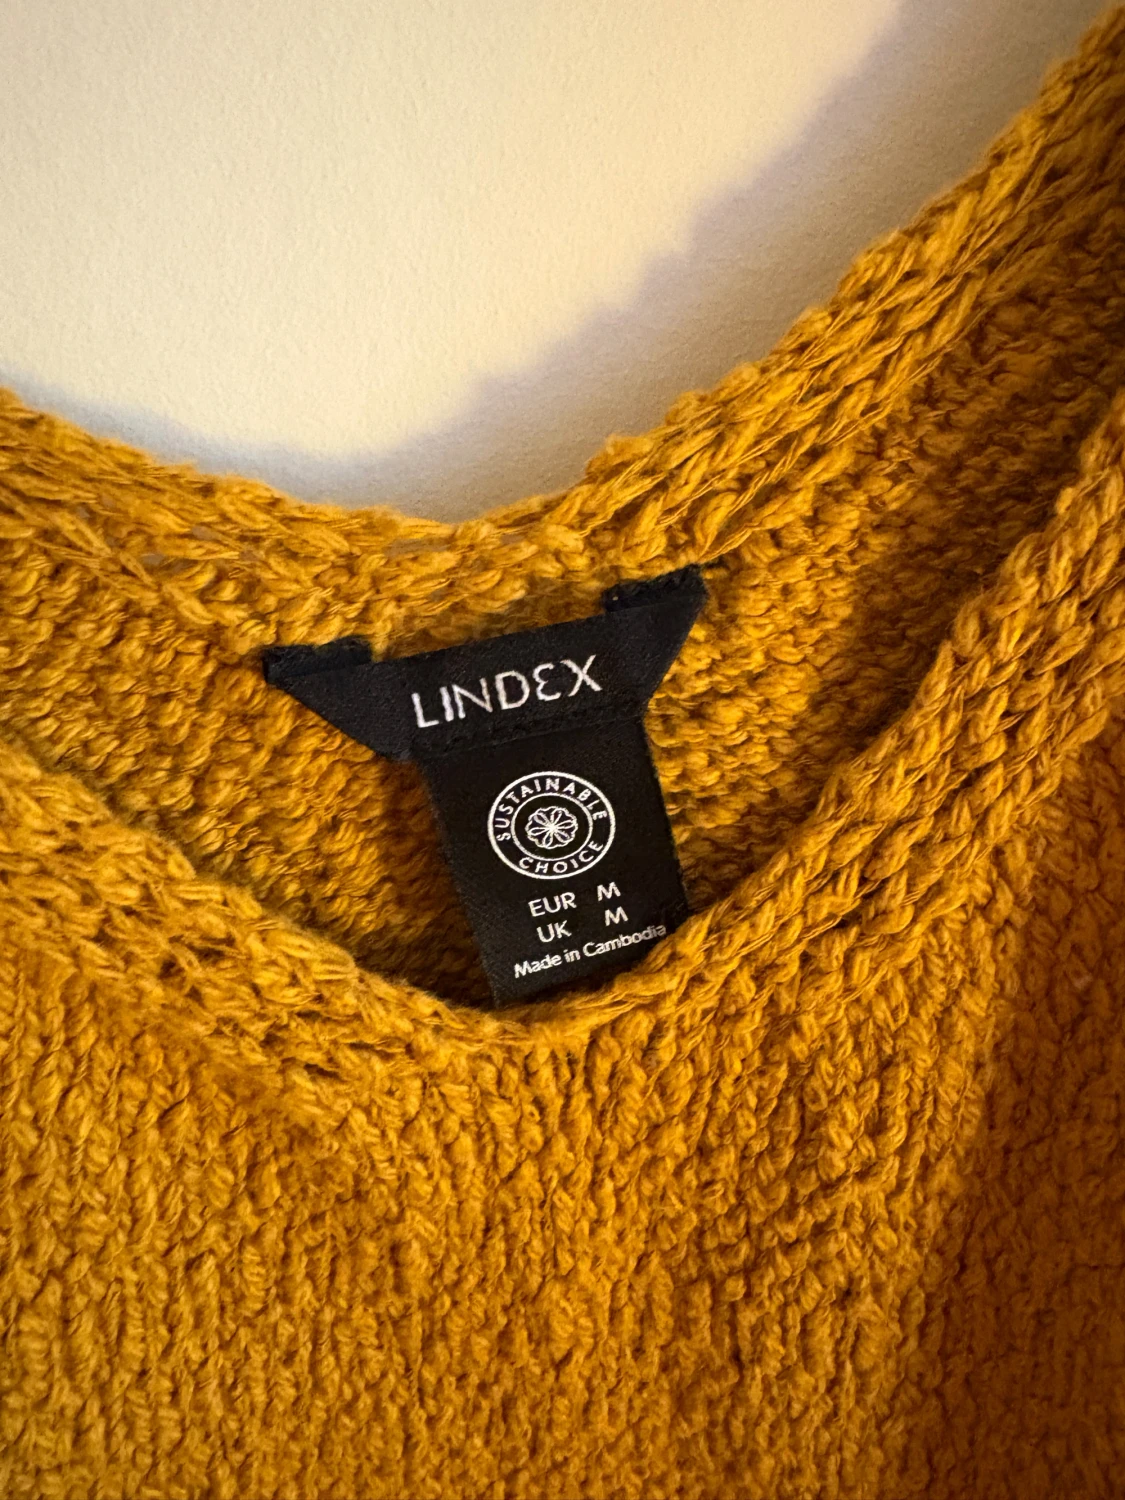 LINDEX
SUSTAINABLE
CHOICE
EUR M
UK M
Made in Cambodia